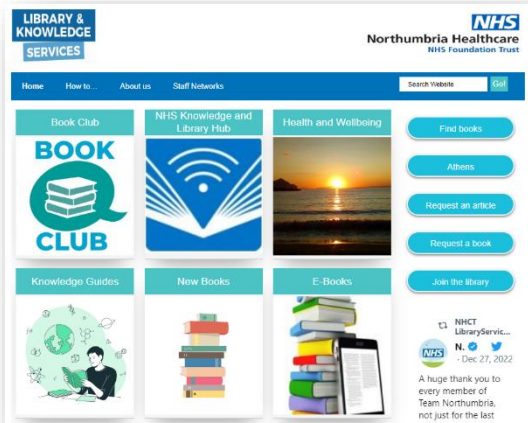 LIBRARY &
KNOWLEDGE
SERVICES
NHS
Northumbria Healthcare
NHS Foundation Trust
Home How to... About us Staff Networks Search Website Go!
Book Club
BOOK
CLUB
NHS Knowledge and
Library Hub
Health and Wellbeing
Knowledge Guides
New Books
E-Books
Find books
Athens
Request an article
Request a book
Join the library
NHCT
LibraryServic...
NHS
N.
· Dec 27, 2022
A huge thank you to
every member of
Team Northumbria,
not just for the last